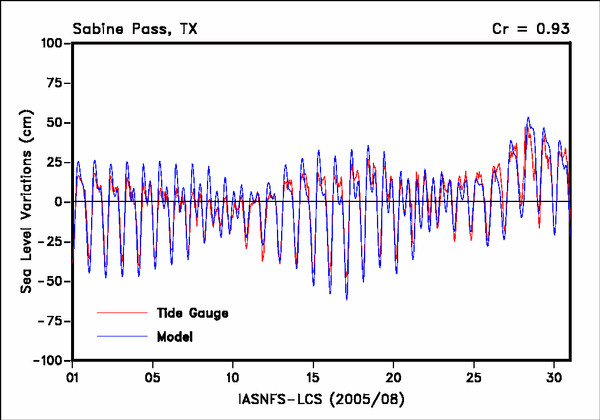 Sabine Pass, TX
Cr = 0.93
100
75
50
25
0
-25
-50
-75
-100
Sea Level Variations (cm)
Tide Gauge
Model
01 05 10 15 20 25 30
IASNFS-LCS (2005/08)